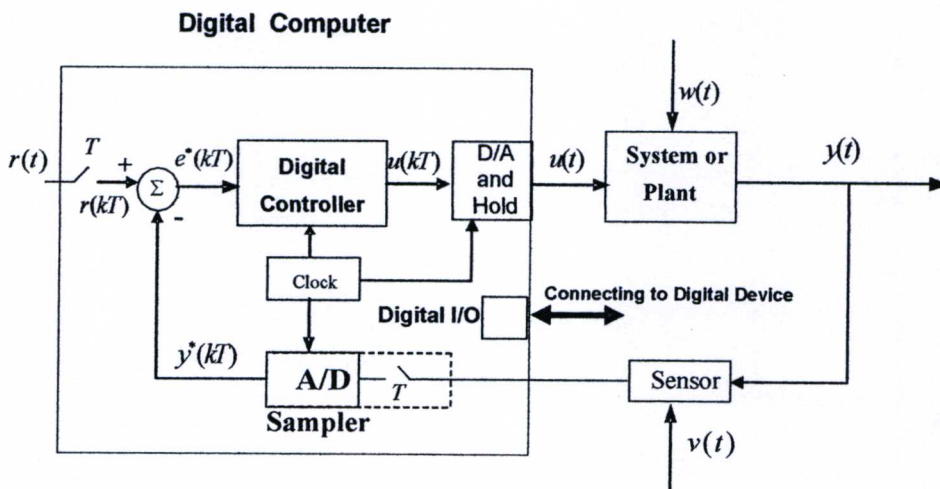 Digital Computer
w(t)
r(t)
T
+
r(kT)
Σ
-
e*(kT)
Digital
Controller
u(kT)
D/A
and
Hold
u(t)
System or
Plant
y(t)
Clock
Digital I/O
Connecting to Digital Device
y*(kT)
A/D
T
Sampler
Sensor
v(t)